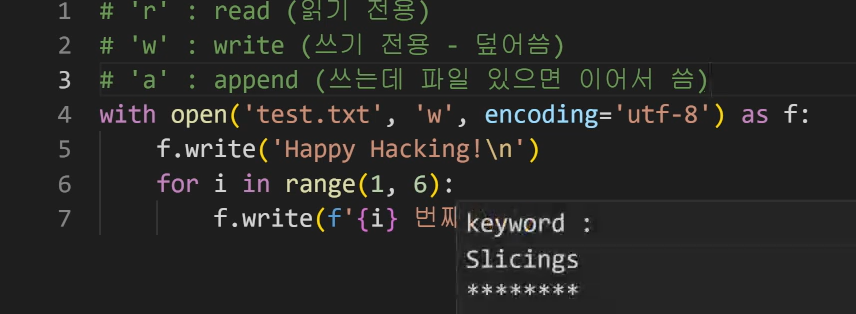 1 # 'r' : read (읽기 전용)
2 # 'w' : write (쓰기 전용 - 덮어씀)
3 # 'a' : append (쓰는데 파일 있으면 이어서 씀)
4 with open('test.txt', 'w', encoding='utf-8') as f:
5 f.write('Happy Hacking!\n')
6 for i in range(1, 6):
7 f.write(f'{i} 번째
keyword :
Slicings
********